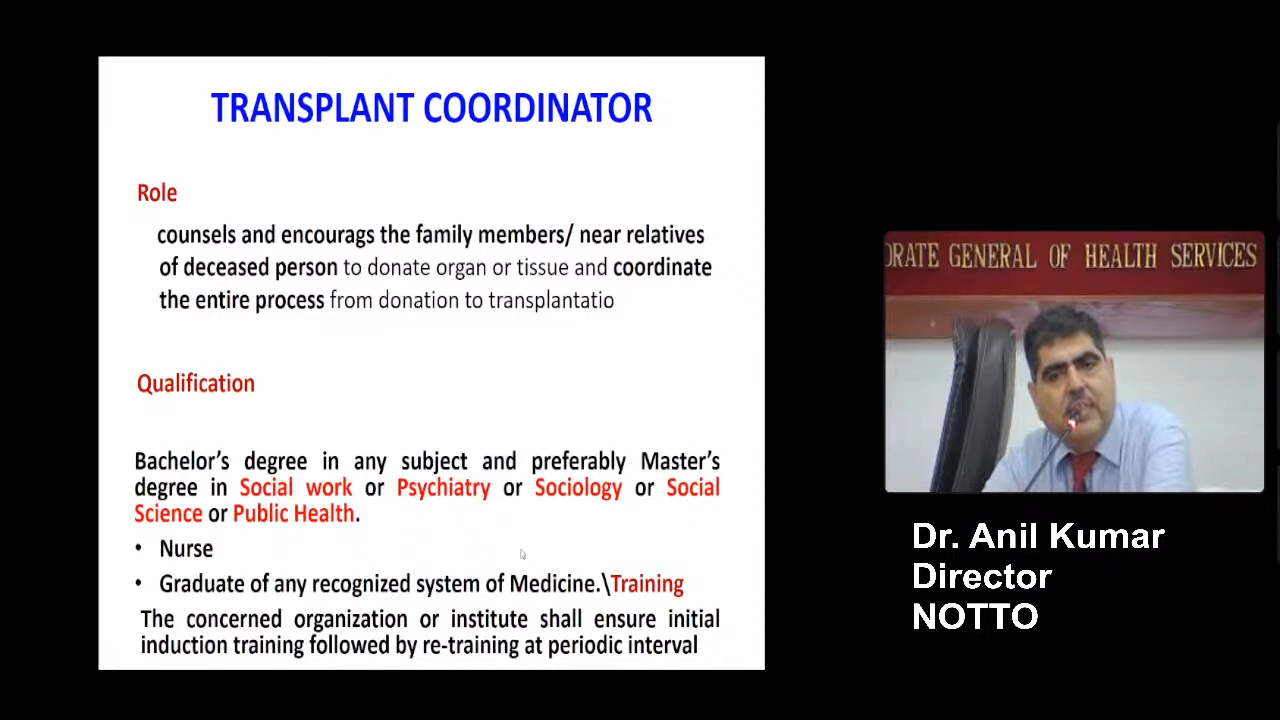 TRANSPLANT COORDINATOR
Role
counsels and encourags the family members/ near relatives
of deceased person to donate organ or tissue and coordinate
the entire process from donation to transplantatio
Qualification
Bachelor's degree in any subject and preferably Master's
degree in Social work or Psychiatry or Sociology or Social
Science or Public Health.
• Nurse
• Graduate of any recognized system of Medicine.\Training
The concerned organization or institute shall ensure initial
induction training followed by re-training at periodic interval
ORATE GENERAL OF HEALTH SERVICES
Dr. Anil Kumar
Director
NOTTO